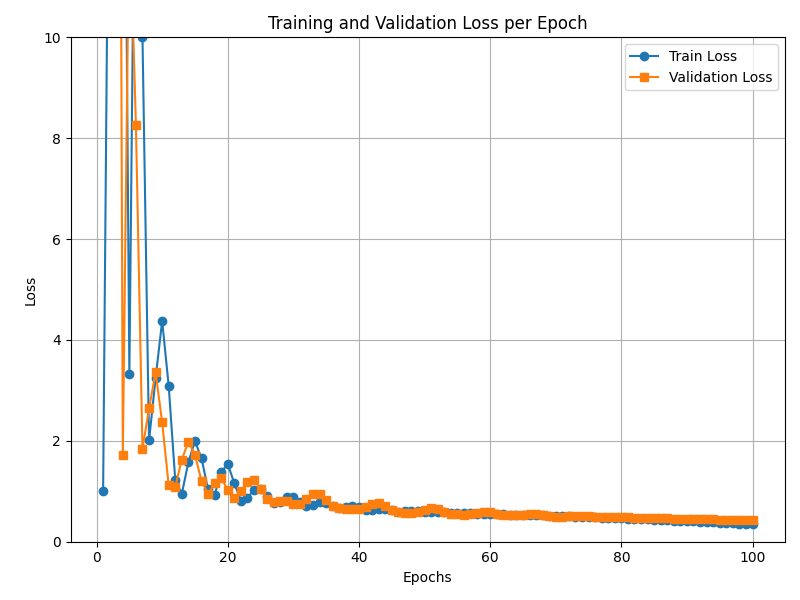 Training and Validation Loss per Epoch
Train Loss
Validation Loss
10
8
6
4
2
0
Loss
0 20 40 60 80 100
Epochs